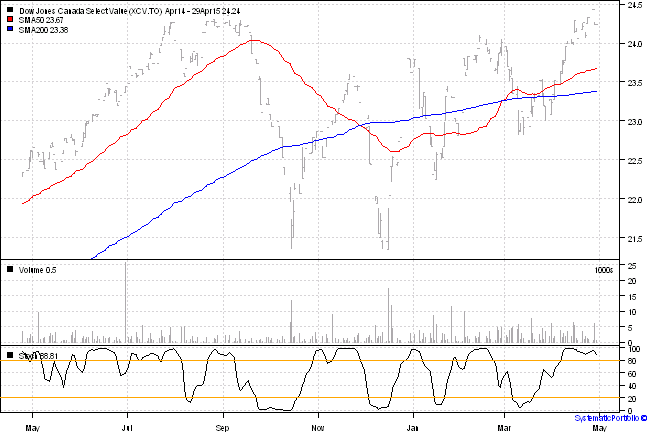 Dow Jones Canada Select Value (XCV.TO) Apr14 - 29Apr15 24.24
SMA50 23.67
SMA200 23.38
24.5
24.0
23.5
23.0
22.5
22.0
21.5
Volume 0.5
1000s
25
20
15
10
5
0
88.81
100
80
60
40
20
0
May Jul Sep Nov Jan Mar May
SystematicPortfolio ©